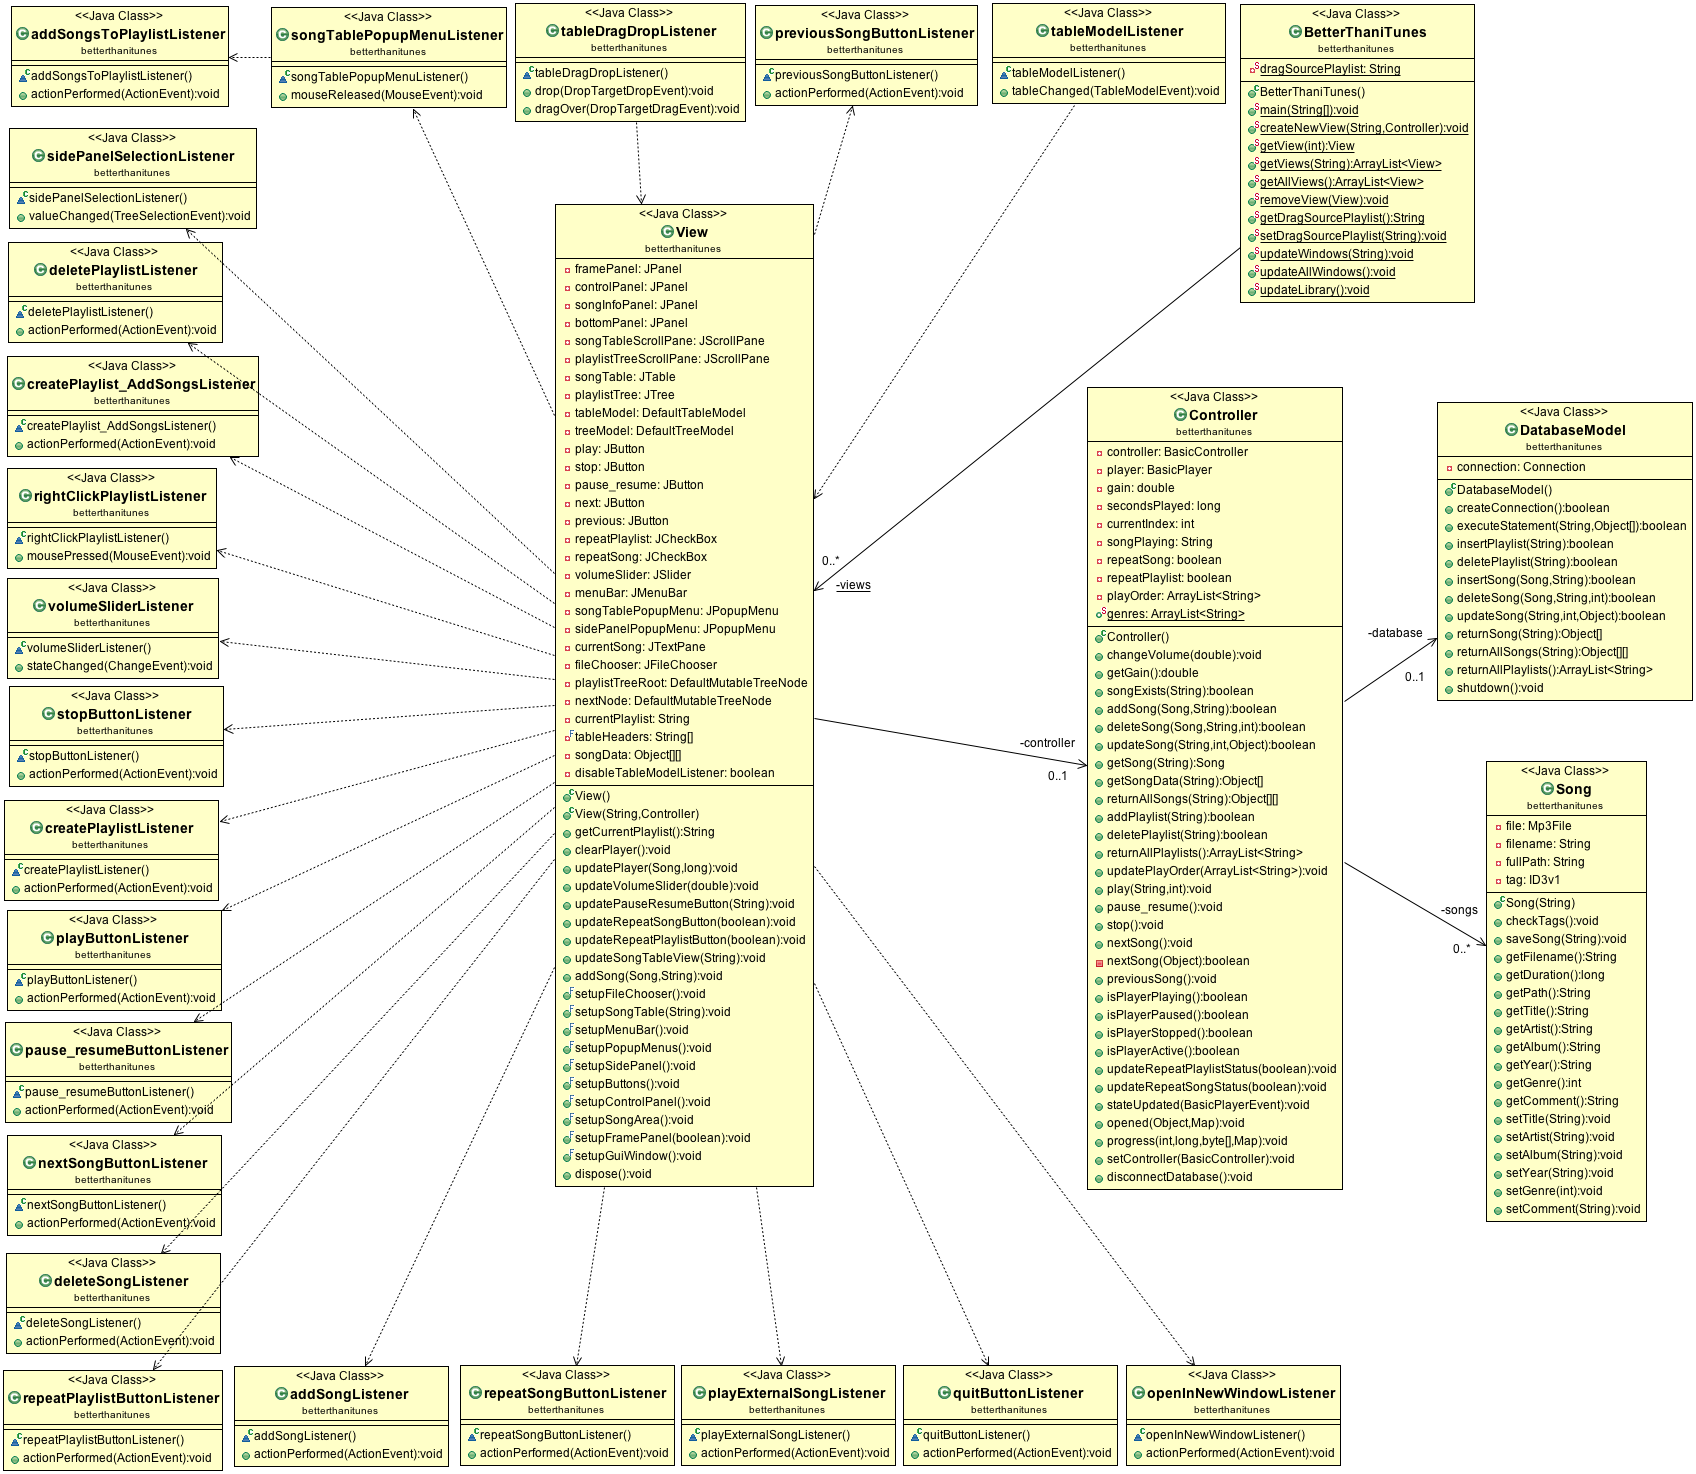 <<Java Class>>
addSongsToPlaylistListener
betterthanitunes
addSongsToPlaylistListener()
actionPerformed(ActionEvent):void
<<Java Class>>
songTablePopupMenuListener
betterthanitunes
songTablePopupMenuListener()
mouseReleased(MouseEvent):void
<<Java Class>>
tableDragDropListener
betterthanitunes
tableDragDropListener()
drop(DropTargetDropEvent):void
dragOver(DropTargetDragEvent):void
<<Java Class>>
previousSongButtonListener
betterthanitunes
previousSongButtonListener()
actionPerformed(ActionEvent):void
<<Java Class>>
tableModelListener
betterthanitunes
tableModelListener()
tableChanged(TableModelEvent):void
<<Java Class>>
BetterThaniTunes
betterthanitunes
dragSourcePlaylist: String
BetterThaniTunes()
main(String[]):void
createNewView(String,Controller):void
getView(int):View
getViews(String):ArrayList<View>
getAllViews():ArrayList<View>
removeView(View):void
getDragSourcePlaylist():String
setDragSourcePlaylist(String):void
updateWindows(String):void
updateAllWindows():void
updateLibrary():void
<<Java Class>>
sidePanelSelectionListener
betterthanitunes
sidePanelSelectionListener()
valueChanged(TreeSelectionEvent):void
<<Java Class>>
deletePlaylistListener
betterthanitunes
deletePlaylistListener()
actionPerformed(ActionEvent):void
<<Java Class>>
createPlaylist_AddSongsListener
betterthanitunes
createPlaylist_AddSongsListener()
actionPerformed(ActionEvent):void
<<Java Class>>
rightClickPlaylistListener
betterthanitunes
rightClickPlaylistListener()
mousePressed(MouseEvent):void
<<Java Class>>
volumeSliderListener
betterthanitunes
volumeSliderListener()
stateChanged(ChangeEvent):void
<<Java Class>>
stopButtonListener
betterthanitunes
stopButtonListener()
actionPerformed(ActionEvent):void
<<Java Class>>
createPlaylistListener
betterthanitunes
createPlaylistListener()
actionPerformed(ActionEvent):void
<<Java Class>>
playButtonListener
betterthanitunes
playButtonListener()
actionPerformed(ActionEvent):void
<<Java Class>>
pause_resumeButtonListener
betterthanitunes
pause_resumeButtonListener()
actionPerformed(ActionEvent):void
<<Java Class>>
nextSongButtonListener
betterthanitunes
nextSongButtonListener()
actionPerformed(ActionEvent):void
<<Java Class>>
deleteSongListener
betterthanitunes
deleteSongListener()
actionPerformed(ActionEvent):void
<<Java Class>>
repeatPlaylistButtonListener
betterthanitunes
repeatPlaylistButtonListener()
actionPerformed(ActionEvent):void
<<Java Class>>
View
betterthanitunes
framePanel: JPanel
controlPanel: JPanel
songInfoPanel: JPanel
bottomPanel: JPanel
songTableScrollPane: JScrollPane
playlistTreeScrollPane: JScrollPane
songTable: JTable
playlistTree: JTree
tableModel: DefaultTableModel
treeModel: DefaultTreeModel
play: JButton
stop: JButton
pause_resume: JButton
next: JButton
previous: JButton
repeatPlaylist: JCheckBox
repeatSong: JCheckBox
volumeSlider: JSlider
menuBar: JMenuBar
songTablePopupMenu: JPopupMenu
sidePanelPopupMenu: JPopupMenu
currentSong: JTextPane
fileChooser: JFileChooser
playlistTreeRoot: DefaultMutableTreeNode
nextNode: DefaultMutableTreeNode
currentPlaylist: String
tableHeaders: String[]
songData: Object[][]
disableTableModelListener: boolean
View()
View(String,Controller)
getCurrentPlaylist():String
clearPlayer():void
updatePlayer(Song,long):void
updateVolumeSlider(double):void
updatePauseResumeButton(String):void
updateRepeatSongButton(boolean):void
updateRepeatPlaylistButton(boolean):void
updateSongTableView(String):void
addSong(Song,String):void
setupFileChooser():void
setupSongTable(String):void
setupMenuBar():void
setupPopupMenus():void
setupSidePanel():void
setupButtons():void
setupControlPanel():void
setupSongArea():void
setupFramePanel(boolean):void
setupGuiWindow():void
dispose():void
0..*
-views
-controller
0..1
<<Java Class>>
Controller
betterthanitunes
controller: BasicController
player: BasicPlayer
gain: double
secondsPlayed: long
currentIndex: int
songPlaying: String
repeatSong: boolean
repeatPlaylist: boolean
playOrder: ArrayList<String>
genres: ArrayList<String>
Controller()
changeVolume(double):void
getGain():double
songExists(String):boolean
addSong(Song,String):boolean
deleteSong(Song,String,int):boolean
updateSong(String,int,Object):boolean
getSong(String):Song
getSongData(String):Object[]
returnAllSongs(String):Object[][]
addPlaylist(String):boolean
deletePlaylist(String):boolean
returnAllPlaylists():ArrayList<String>
updatePlayOrder(ArrayList<String>):void
play(String,int):void
pause_resume():void
stop():void
nextSong():void
nextSong(Object):boolean
previousSong():void
isPlayerPlaying():boolean
isPlayerPaused():boolean
isPlayerStopped():boolean
isPlayerActive():boolean
updateRepeatPlaylistStatus(boolean):void
updateRepeatSongStatus(boolean):void
stateUpdated(BasicPlayerEvent):void
opened(Object,Map):void
progress(int,long,byte[],Map):void
setController(BasicController):void
disconnectDatabase():void
-database
0..1
-songs
0..*
<<Java Class>>
DatabaseModel
betterthanitunes
connection: Connection
DatabaseModel()
createConnection():boolean
executeStatement(String,Object[]):boolean
insertPlaylist(String):boolean
deletePlaylist(String):boolean
insertSong(Song,String):boolean
deleteSong(Song,String,int):boolean
updateSong(String,int,Object):boolean
returnSong(String):Object[]
returnAllSongs(String):Object[][]
returnAllPlaylists():ArrayList<String>
shutdown():void
<<Java Class>>
Song
betterthanitunes
file: Mp3File
filename: String
fullPath: String
tag: ID3v1
Song(String)
checkTags():void
saveSong(String):void
getFilename():String
getDuration():long
getPath():String
getTitle():String
getArtist():String
getAlbum():String
getYear():String
getGenre():int
getComment():String
setTitle(String):void
setArtist(String):void
setAlbum(String):void
setYear(String):void
setGenre(int):void
setComment(String):void
<<Java Class>>
addSongListener
betterthanitunes
addSongListener()
actionPerformed(ActionEvent):void
<<Java Class>>
repeatSongButtonListener
betterthanitunes
repeatSongButtonListener()
actionPerformed(ActionEvent):void
<<Java Class>>
playExternalSongListener
betterthanitunes
playExternalSongListener()
actionPerformed(ActionEvent):void
<<Java Class>>
quitButtonListener
betterthanitunes
quitButtonListener()
actionPerformed(ActionEvent):void
<<Java Class>>
openInNewWindowListener
betterthanitunes
openInNewWindowListener()
actionPerformed(ActionEvent):void